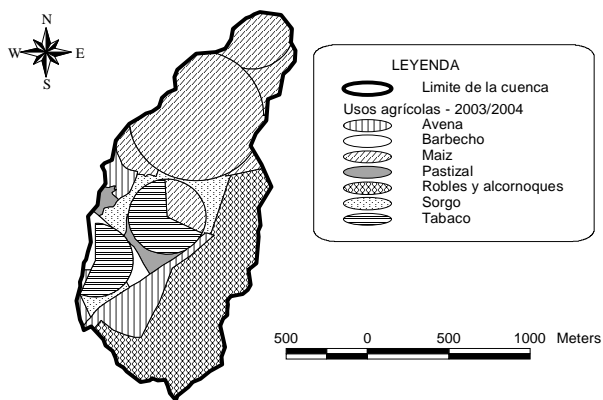 N
W E
S
LEYENDA
Limite de la cuenca
Usos agrícolas - 2003/2004
Avena
Barbecho
Maiz
Pastizal
Robles y alcornoques
Sorgo
Tabaco
500 0 500 1000 Meters